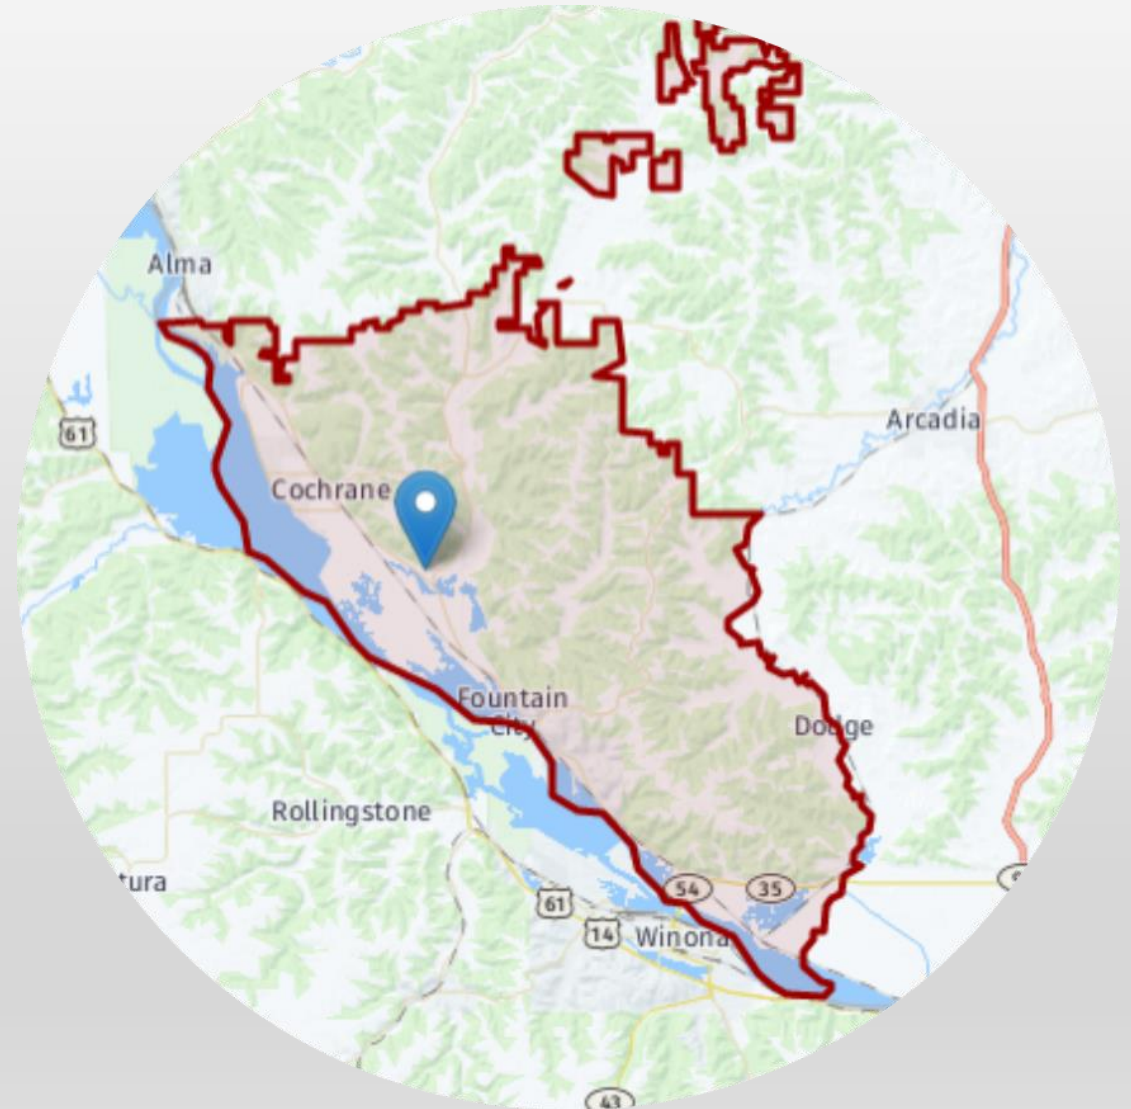 Alma
61
Arcadia
Cochrane
Fountain
City
Dodge
Rollingstone
tura
54
35
61
14
Winona
43